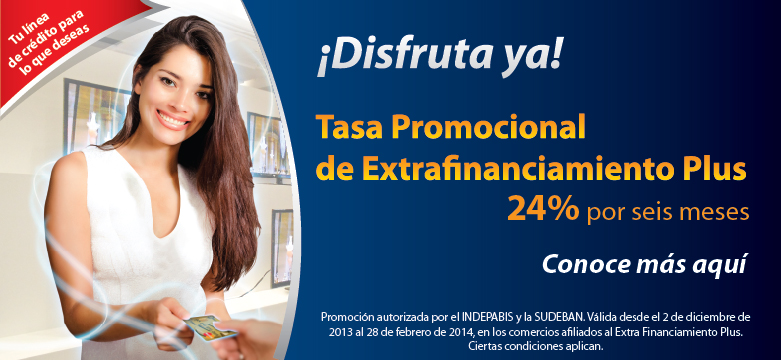 Tu línea
de crédito para
lo que deseas
¡Disfruta ya!
Tasa Promocional
de Extrafinanciamiento Plus
24% por seis meses
Conoce más aquí
Promoción autorizada por el INDEPABIS y la SUDEBAN. Válida desde el 2 de diciembre de
2013 al 28 de febrero de 2014, en los comercios afiliados al Extra Financiamiento Plus.
Ciertas condiciones aplican.